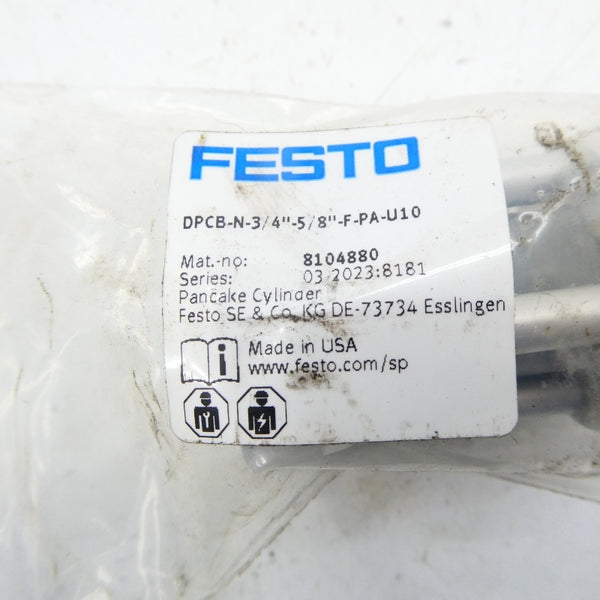 FESTO
DPCB-N-3/4"-5/8"-F-PA-U10
Mat.-no: 8104880
Series: 03 2023:8181
Pancake Cylinder
Festo SE & Co. KG DE-73734 Esslingen
Made in USA
www.festo.com/sp